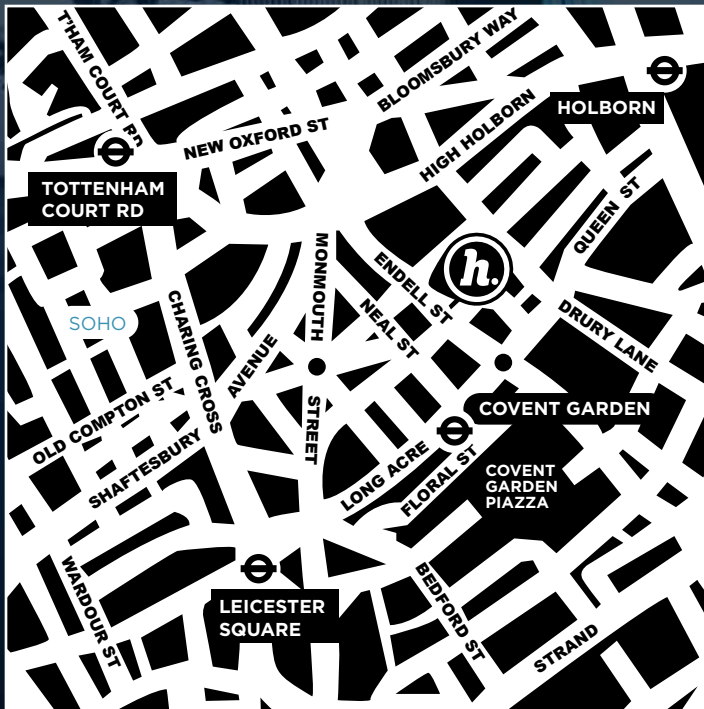 T'HAM COURT RD
BLOOMSBURY WAY
NEW OXFORD ST
HIGH HOLBORN
HOLBORN
TOTTENHAM
COURT RD
QUEEN ST
MONMOUTH
STREET
ENDELL ST
h.
NEAL ST
DRURY LANE
SOHO
CHARING CROSS
SHAFTESBURY
AVENUE
OLD COMPTON ST
COVENT GARDEN
LONG ACRE
FLORAL ST
COVENT
GARDEN
PIAZZA
WARDOUR ST
LEICESTER
SQUARE
BEDFORD ST
STRAND